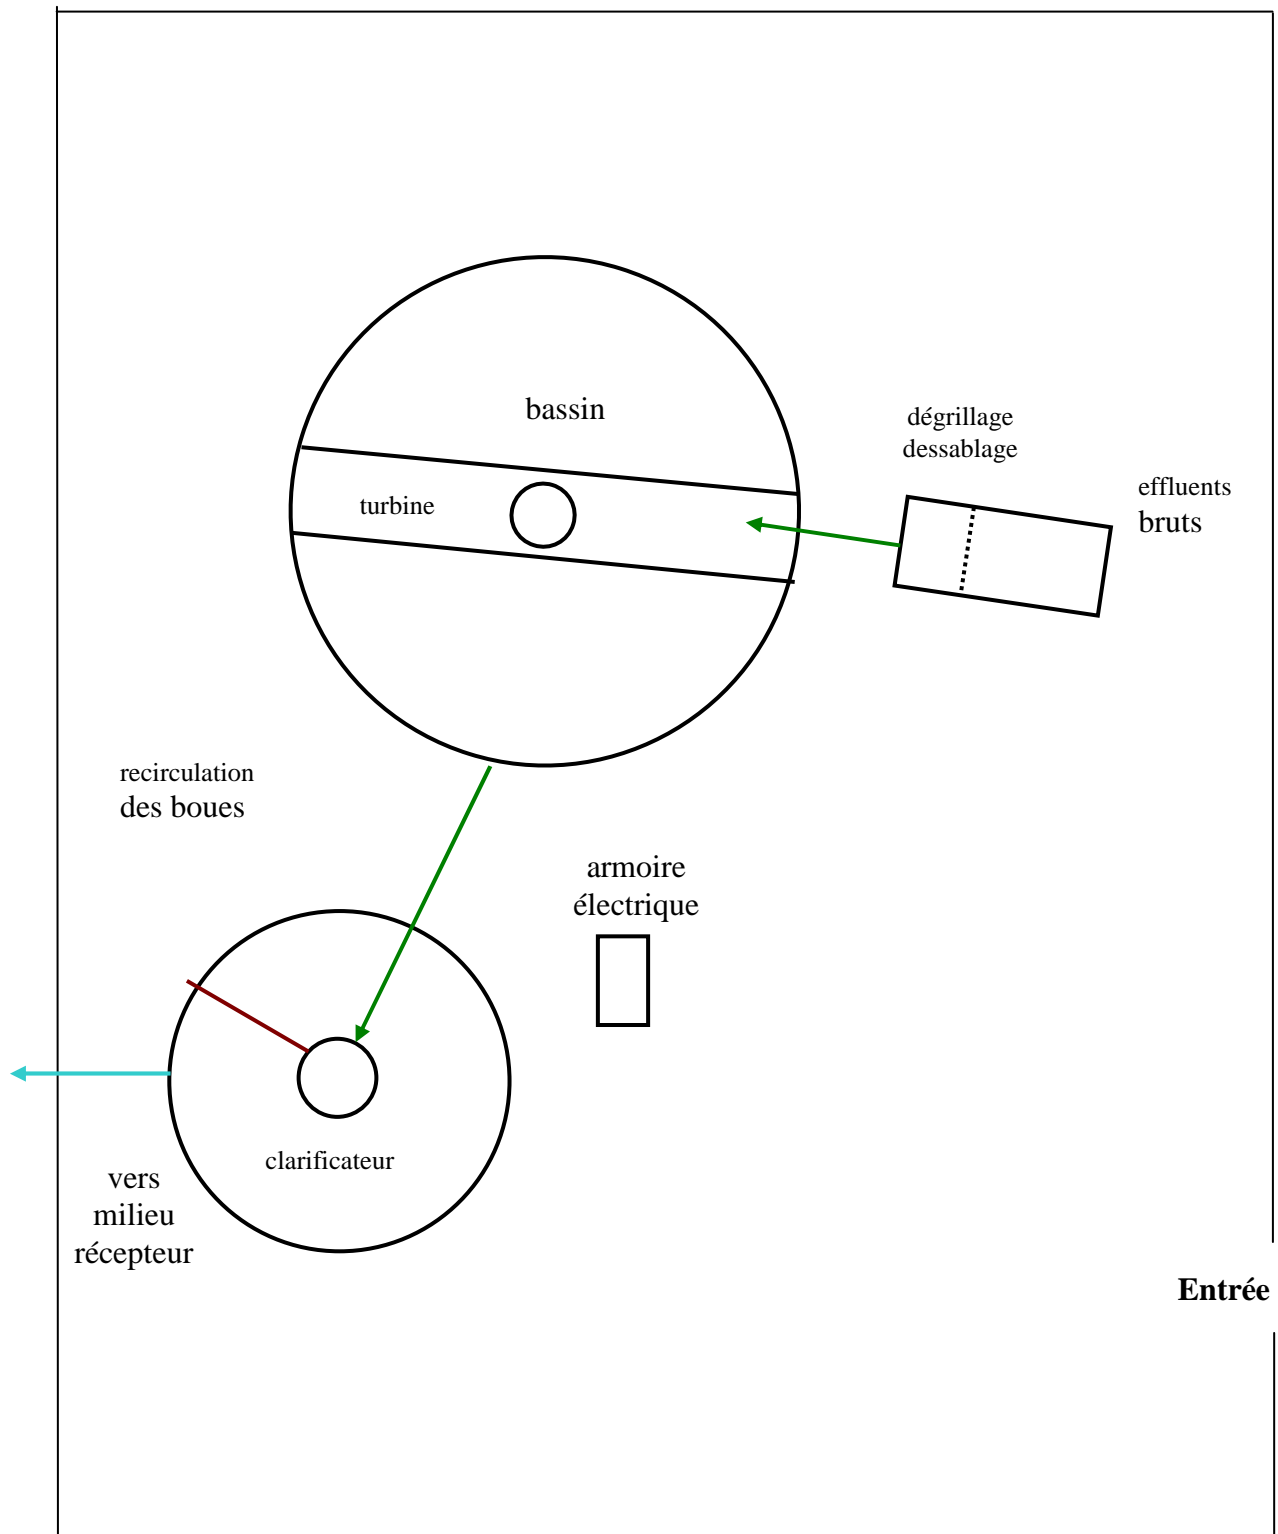 bassin
dégrillage
dessablage
effluents
bruts
turbine
recirculation
des boues
armoire
électrique
clarificateur
vers
milieu
récepteur
Entrée